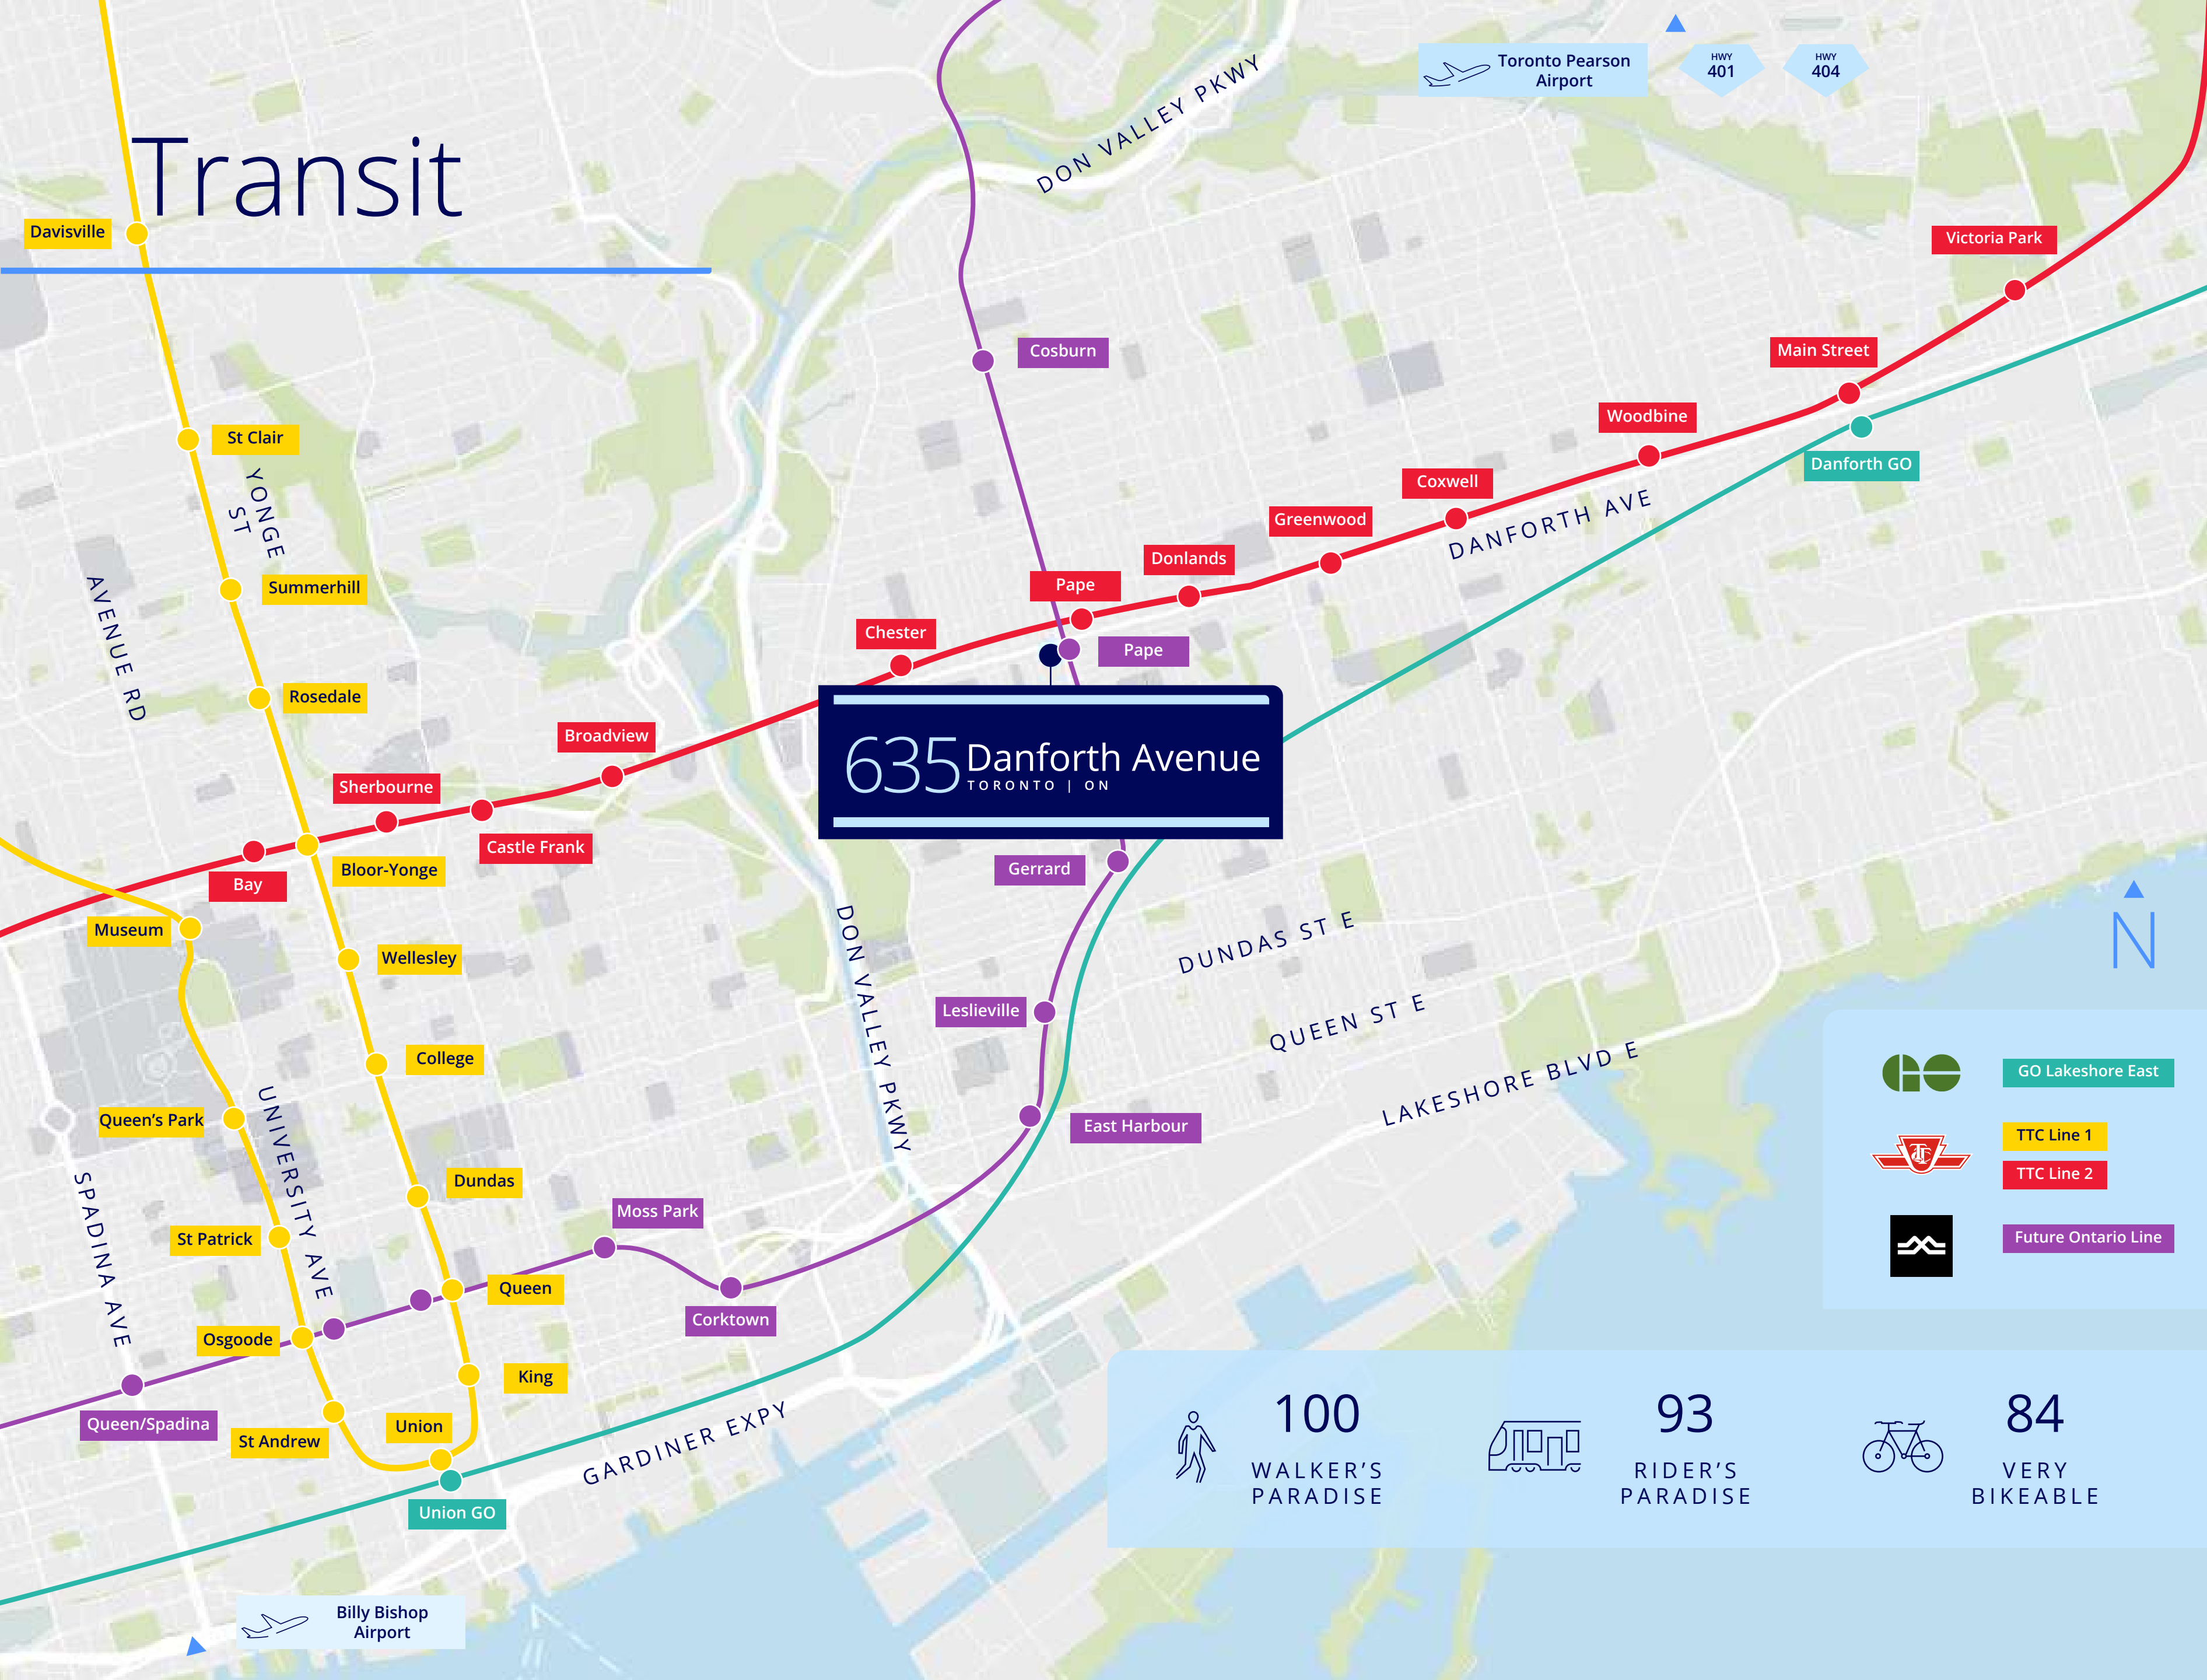 Toronto Pearson
Airport
HWY
401
HWY
404
DON VALLEY PKWY
Transit
Davisville
Victoria Park
Cosburn
Main Street
Woodbine
St Clair
Danforth GO
Coxwell
YONGE
ST
DANFORTH AVE
Greenwood
Donlands
Pape
Summerhill
AVENUE RD
Chester
Pape
Rosedale
Broadview
635 Danforth Avenue
TORONTO | ON
Sherbourne
Castle Frank
Bloor-Yonge
Bay
Gerrard
Museum
Wellesley
DON VALLEY PKWY
DUNDAS ST E
N
Leslieville
QUEEN ST E
College
LAKESHORE BLVD E
GO
GO Lakeshore East
Queen's Park
UNIVERSITY AVE
East Harbour
TTC
TTC Line 1
TTC Line 2
SPADINA AVE
Dundas
Moss Park
St Patrick
Future Ontario Line
Queen
Corktown
Osgoode
King
Queen/Spadina
Union
St Andrew
GARDINER EXPY
Union GO
100
WALKER'S
PARADISE
93
RIDER'S
PARADISE
84
VERY
BIKEABLE
Billy Bishop
Airport